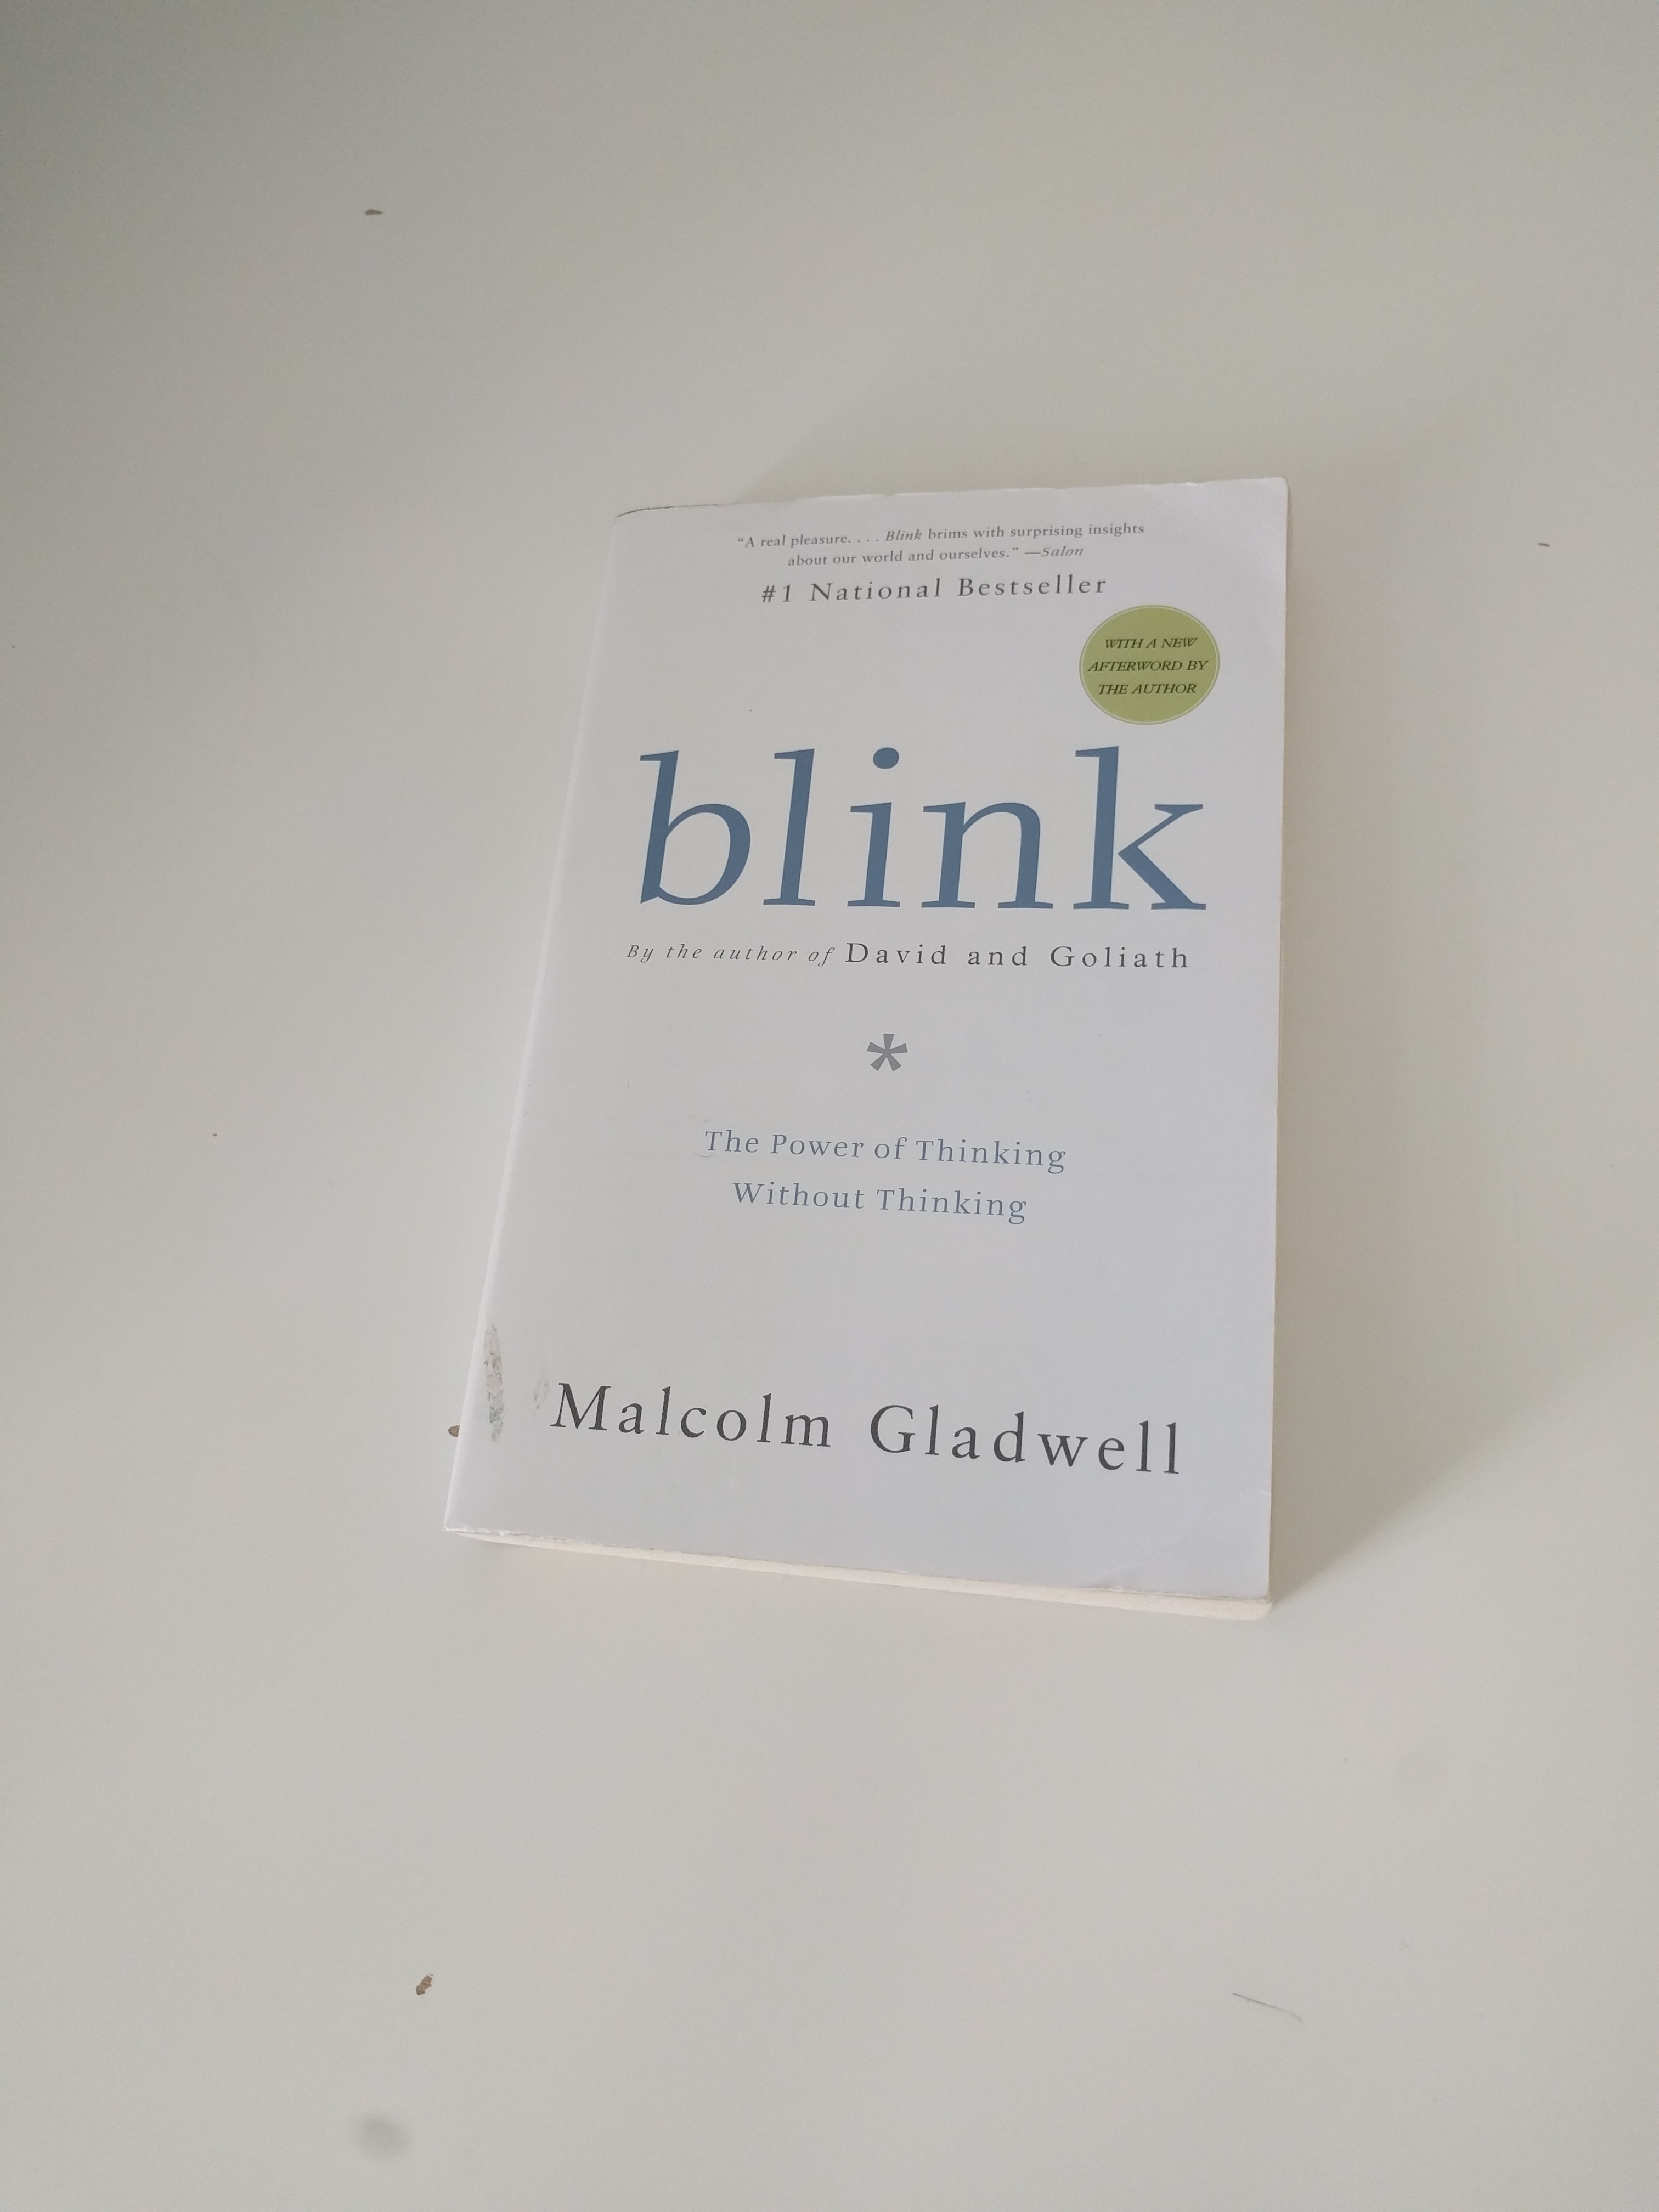 “A real pleasure. . . . Blink brims with surprising insights
about our world and ourselves.” —Salon
#1 National Bestseller
WITH A NEW
AFTERWORD BY
THE AUTHOR
blink
By the author of David and Goliath
*
The Power of Thinking
Without Thinking
Malcolm Gladwell